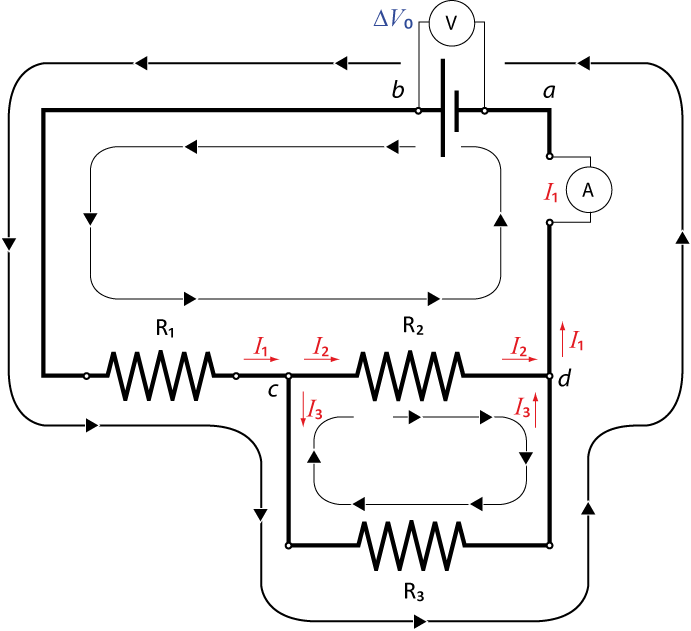 ΔV₀
V
b
a
I₁
A
R₁
R₂
I₁
I₂
I₂
I₁
c
d
I₃
I₃
R₃